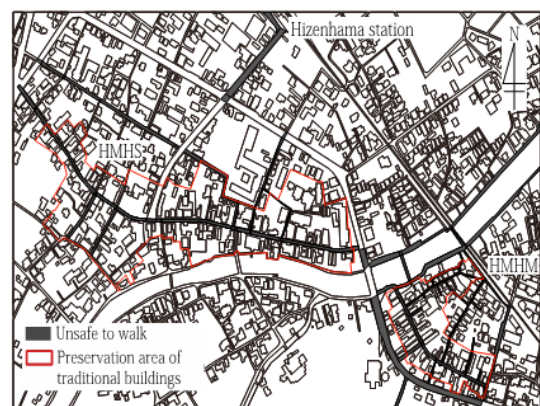 Hizenhama station
N
HMHS
HMHM
Unsafe to walk
Preservation area of
traditional buildings